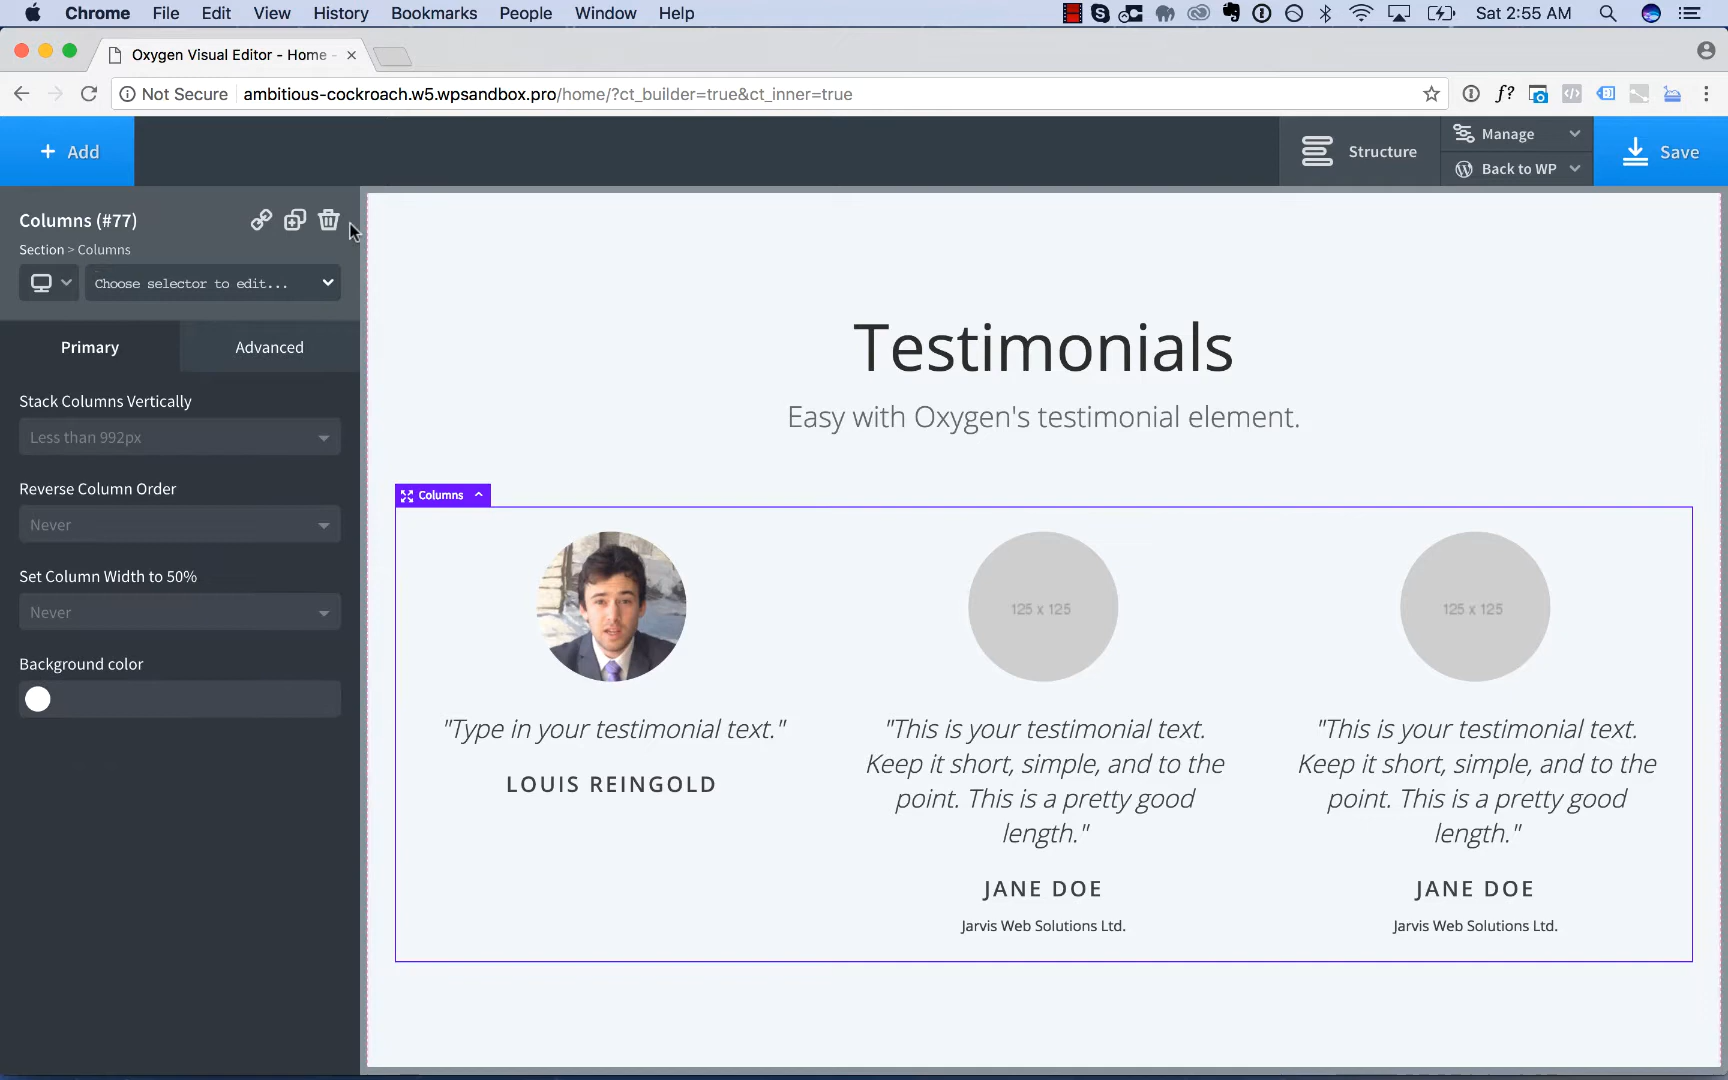 Chrome File Edit View History Bookmarks People Window Help Sat 2:55 AM
Oxygen Visual Editor - Home -
Not Secure ambitious-cockroach.w5.wpsandbox.pro/home/?ct_builder=true&ct_inner=true
+ Add
Structure
Manage
Back to WP
Save
Columns (#77)
Section > Columns
Choose selector to edit...
Primary
Advanced
Stack Columns Vertically
Less than 992px
Reverse Column Order
Never
Set Column Width to 50%
Never
Background color
Testimonials
Easy with Oxygen's testimonial element.
Columns
125 x 125
125 x 125
"Type in your testimonial text."
LOUIS REINGOLD
"This is your testimonial text.
Keep it short, simple, and to the
point. This is a pretty good
length."
JANE DOE
Jarvis Web Solutions Ltd.
"This is your testimonial text.
Keep it short, simple, and to the
point. This is a pretty good
length."
JANE DOE
Jarvis Web Solutions Ltd.